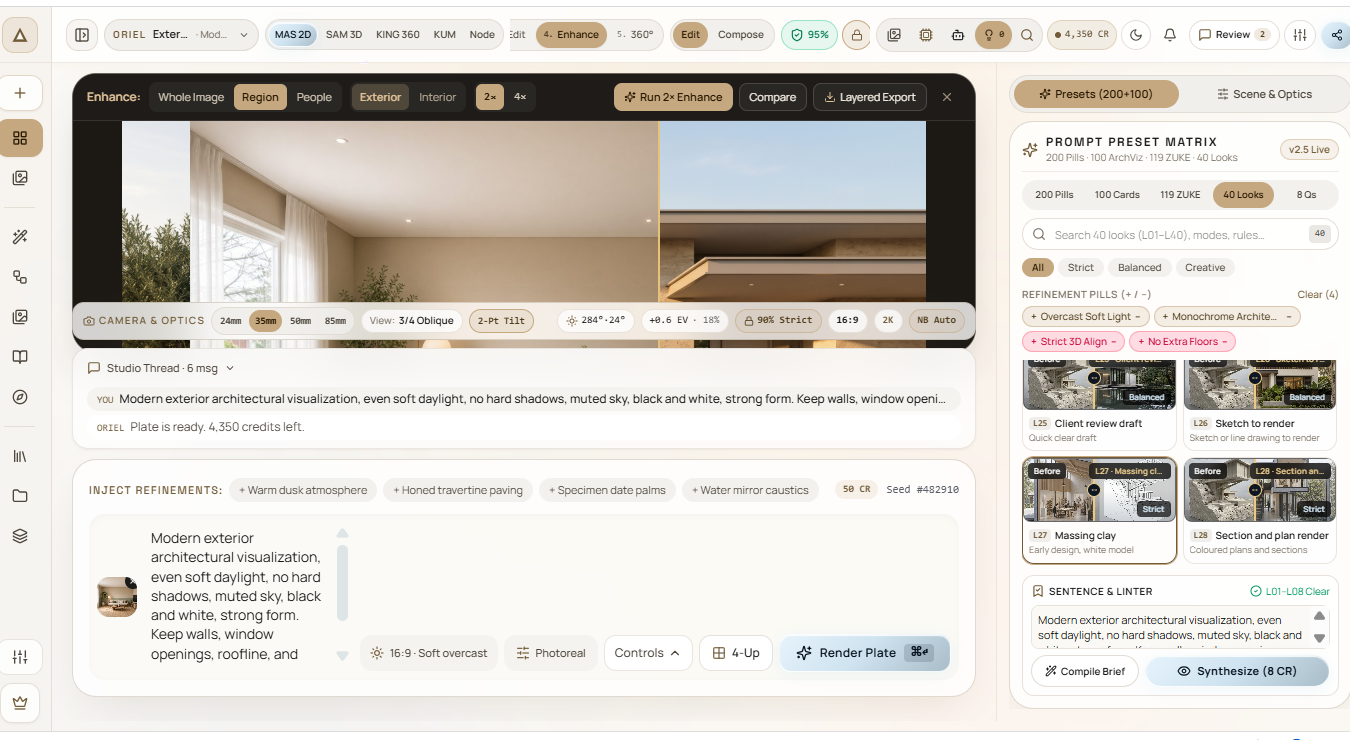 ORIEL Exter... · Mod...
MAS 2D SAM 3D KING 360 KUM Node
Edit 4. Enhance 5. 360°
Edit Compose
95%
0
4,350 CR
Review 2
Enhance: Whole Image Region People Exterior Interior 2× 4× Run 2× Enhance Compare Layered Export
CAMERA & OPTICS 24mm 35mm 50mm 85mm View: 3/4 Oblique 2-Pt Tilt 284°·24° +0.6 EV · 18% 90% Strict 16:9 2K NB Auto
Studio Thread · 6 msg
YOU Modern exterior architectural visualization, even soft daylight, no hard shadows, muted sky, black and white, strong form. Keep walls, window openi...
ORIEL Plate is ready. 4,350 credits left.
INJECT REFINEMENTS: + Warm dusk atmosphere + Honed travertine paving + Specimen date palms + Water mirror caustics 50 CR Seed #482910
Modern exterior
architectural visualization,
even soft daylight, no hard
shadows, muted sky, black
and white, strong form.
Keep walls, window
openings, roofline, and
16:9 · Soft overcast Photoreal Controls 4-Up Render Plate ⌘↵
Presets (200+100) Scene & Optics
PROMPT PRESET MATRIX
200 Pills · 100 ArchViz · 119 ZUKE · 40 Looks
v2.5 Live
200 Pills 100 Cards 119 ZUKE 40 Looks 8 Qs
Search 40 looks (L01–L40), modes, rules... 40
All Strict Balanced Creative
REFINEMENT PILLS (+ / −) Clear (4)
+ Overcast Soft Light − + Monochrome Archite... −
+ Strict 3D Align − + No Extra Floors −
Balanced Balanced
L25 Client review draft
Quick clear draft
L26 Sketch to render
Sketch or line drawing to render
Before L27 · Massing cl...
Strict
L27 Massing clay
Early design, white model
Before L28 · Section an...
Strict
L28 Section and plan render
Coloured plans and sections
SENTENCE & LINTER L01–L08 Clear
Modern exterior architectural visualization, even
soft daylight, no hard shadows, muted sky, black and
Compile Brief Synthesize (8 CR)